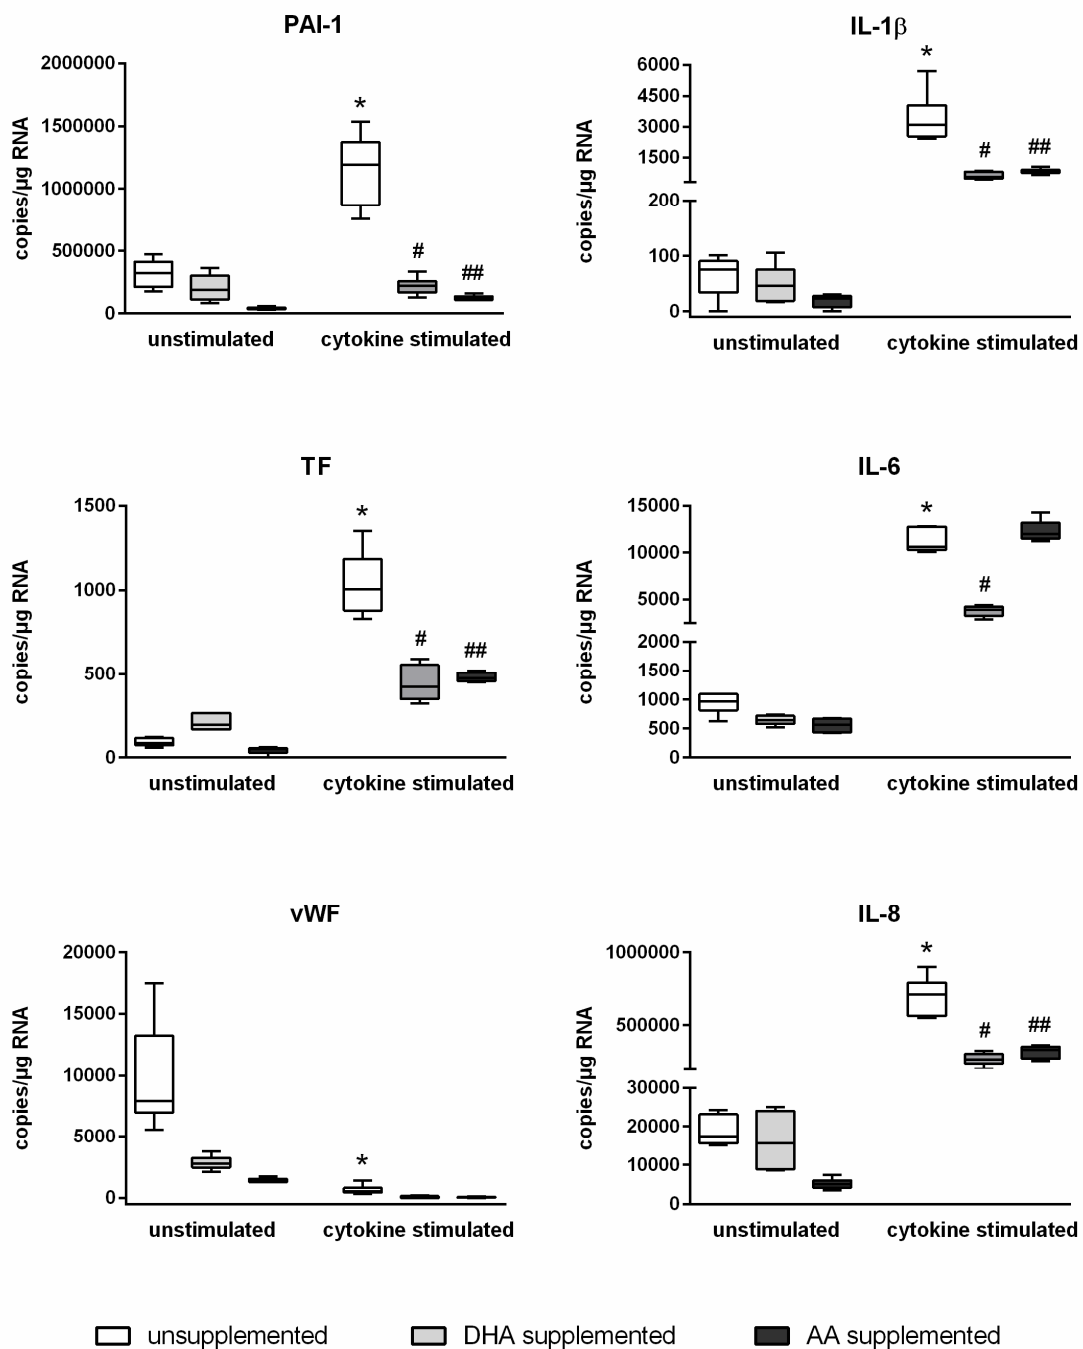 PAI-1
copies/µg RNA
2000000
1500000
1000000
500000
0
*
#
##
unstimulated
cytokine stimulated
IL-1β
copies/µg RNA
6000
4500
3000
1500
200
100
0
*
#
##
unstimulated
cytokine stimulated
TF
copies/µg RNA
1500
1000
500
0
*
#
##
unstimulated
cytokine stimulated
IL-6
copies/µg RNA
15000
10000
5000
2000
1500
1000
500
0
*
#
unstimulated
cytokine stimulated
vWF
copies/µg RNA
20000
15000
10000
5000
0
*
unstimulated
cytokine stimulated
IL-8
copies/µg RNA
1000000
500000
30000
20000
10000
0
*
#
##
unstimulated
cytokine stimulated
unsupplemented
DHA supplemented
AA supplemented